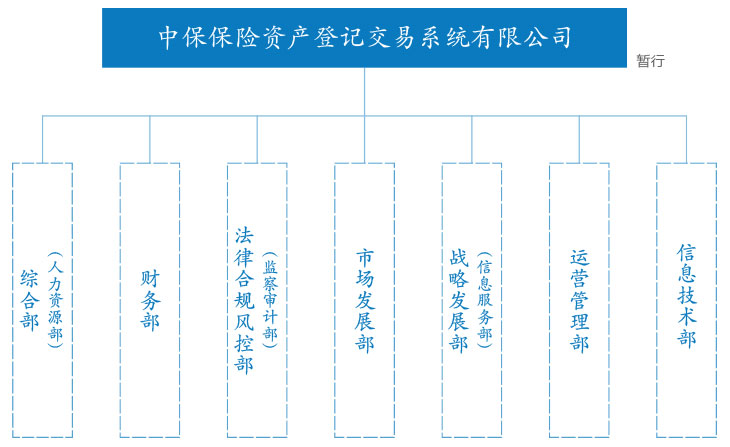 中保保险资产登记交易系统有限公司
暂行
综合部
（人力资源部）
财务部
法律合规风控部
（监察审计部）
市场发展部
战略发展部
（信息服务部）
运营管理部
信息技术部